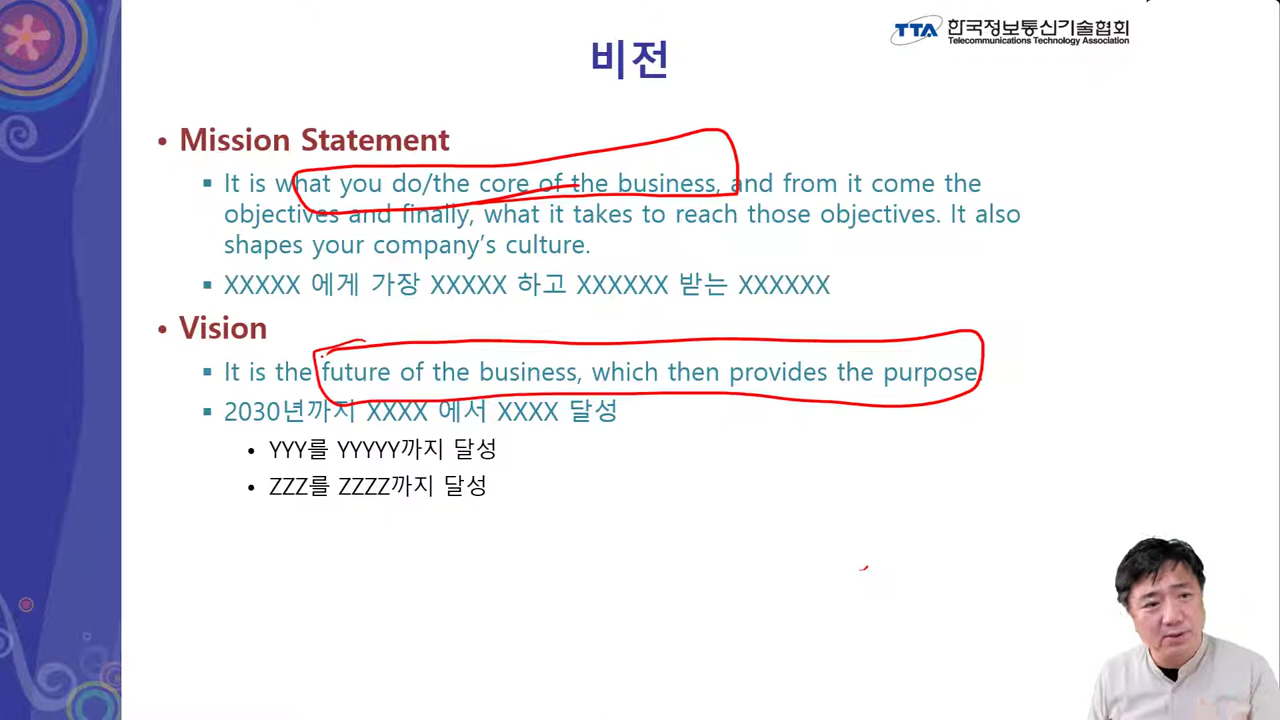 TTA 한국정보통신기술협회
Telecommunications Technology Association
비전
• Mission Statement
▪ It is what you do/the core of the business, and from it come the
objectives and finally, what it takes to reach those objectives. It also
shapes your company’s culture.
▪ XXXXX 에게 가장 XXXXX 하고 XXXXXX 받는 XXXXXX
• Vision
▪ It is the future of the business, which then provides the purpose.
▪ 2030년까지 XXXX 에서 XXXX 달성
• YYY를 YYYYY까지 달성
• ZZZ를 ZZZZ까지 달성